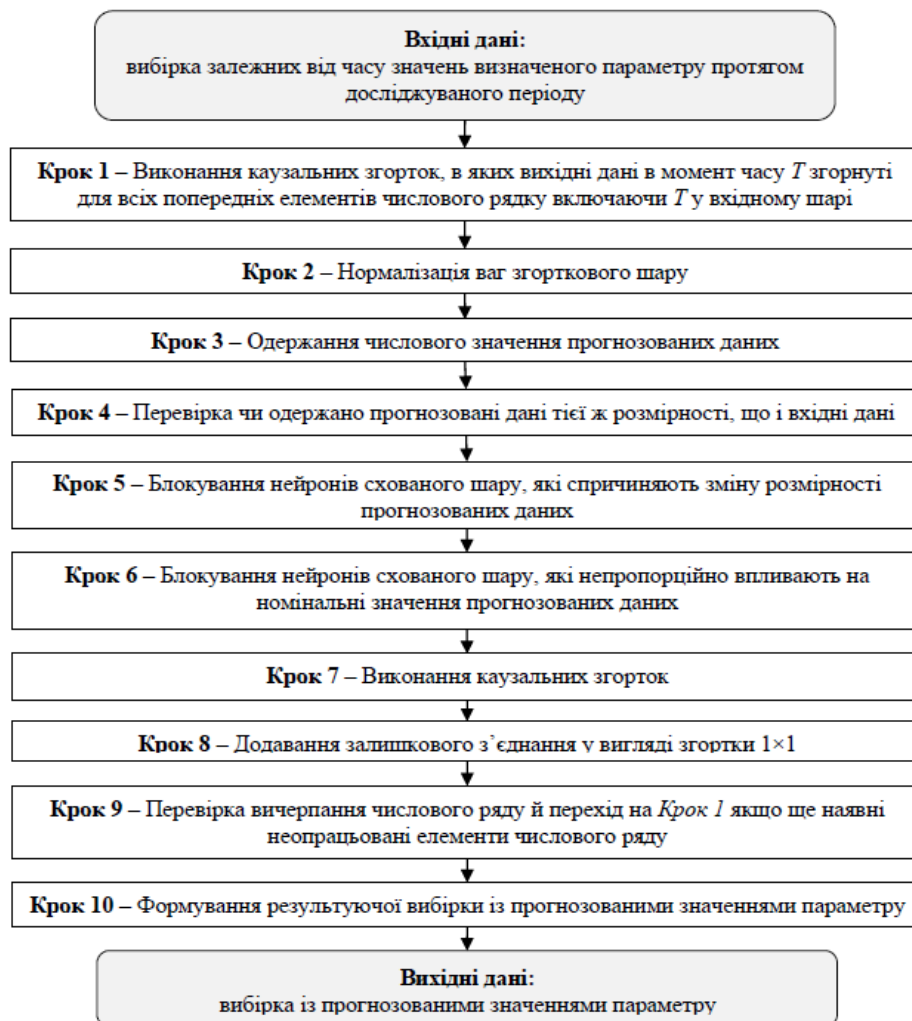 Вхідні дані:
вибірка залежних від часу значень визначеного параметру протягом
досліджуваного періоду
Крок 1 – Виконання каузальних згорток, в яких вихідні дані в момент часу T згорнуті
для всіх попередніх елементів числового рядку включаючи T у вхідному шарі
Крок 2 – Нормалізація ваг згорткового шару
Крок 3 – Одержання числового значення прогнозованих даних
Крок 4 – Перевірка чи одержано прогнозовані дані тієї ж розмірності, що і вхідні дані
Крок 5 – Блокування нейронів схованого шару, які спричиняють зміну розмірності
прогнозованих даних
Крок 6 – Блокування нейронів схованого шару, які непропорційно впливають на
номінальні значення прогнозованих даних
Крок 7 – Виконання каузальних згорток
Крок 8 – Додавання залишкового з’єднання у вигляді згортки 1×1
Крок 9 – Перевірка вичерпання числового ряду й перехід на Крок 1 якщо ще наявні
неопрацьовані елементи числового ряду
Крок 10 – Формування результуючої вибірки із прогнозованими значеннями параметру
Вихідні дані:
вибірка із прогнозованими значеннями параметру